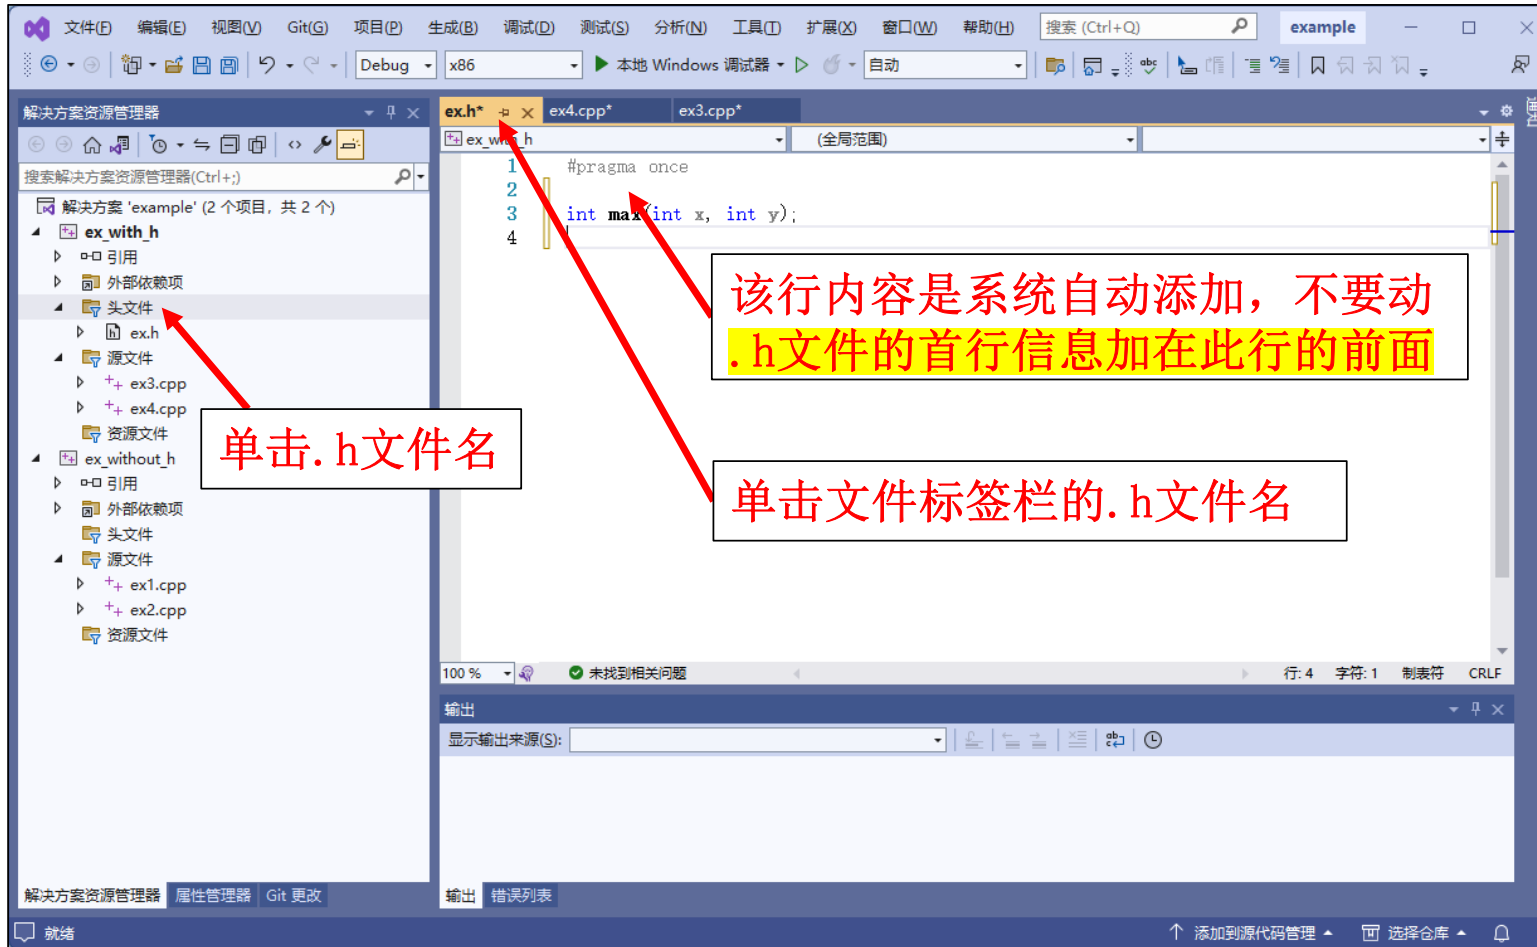 文件(F) 编辑(E) 视图(V) Git(G) 项目(P) 生成(B) 调试(D) 测试(S) 分析(N) 工具(T) 扩展(X) 窗口(W) 帮助(H) 搜索 (Ctrl+Q) example
Debug x86 本地 Windows 调试器 自动
解决方案资源管理器
搜索解决方案资源管理器(Ctrl+;)
解决方案 'example' (2 个项目, 共 2 个)
ex_with_h
引用
外部依赖项
头文件
ex.h
源文件
ex3.cpp
ex4.cpp
资源文件
ex_without_h
引用
外部依赖项
头文件
源文件
ex1.cpp
ex2.cpp
资源文件
单击.h文件名
解决方案资源管理器 属性管理器 Git 更改
ex.h* ex4.cpp* ex3.cpp*
通知
ex_with_h (全局范围)
1 #pragma once
2
3 int max(int x, int y);
4
该行内容是系统自动添加，不要动
.h文件的首行信息加在此行的前面
单击文件标签栏的.h文件名
100 % 未找到相关问题 行: 4 字符: 1 制表符 CRLF
输出
显示输出来源(S):
输出 错误列表
就绪 添加到源代码管理 选择仓库